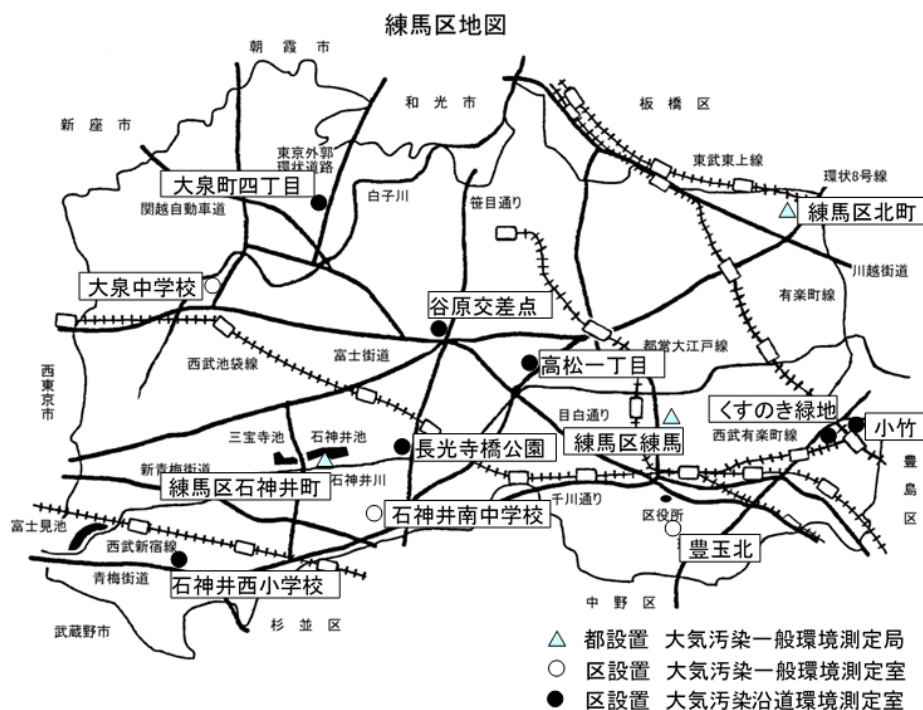 練馬区地図
朝霞市
和光市
板橋区
新座市
東京外郭
環状道路
東武東上線
環状8号線
大泉町四丁目
白子川
笹目通り
関越自動車道
練馬区北町
川越街道
大泉中学校
有楽町線
谷原交差点
富士街道
都営大江戸線
西武池袋線
高松一丁目
西東京市
目白通り
くすのき緑地
小竹
三宝寺池
石神井池
長光寺橋公園
練馬区練馬
西武有楽町線
新青梅街道
練馬区石神井町
石神井川
豊島区
千川通り
石神井南中学校
区役所
富士見池
豊玉北
西武新宿線
青梅街道
石神井西小学校
中野区
武蔵野市
杉並区
都設置 大気汚染一般環境測定局
区設置 大気汚染一般環境測定室
区設置 大気汚染沿道環境測定室